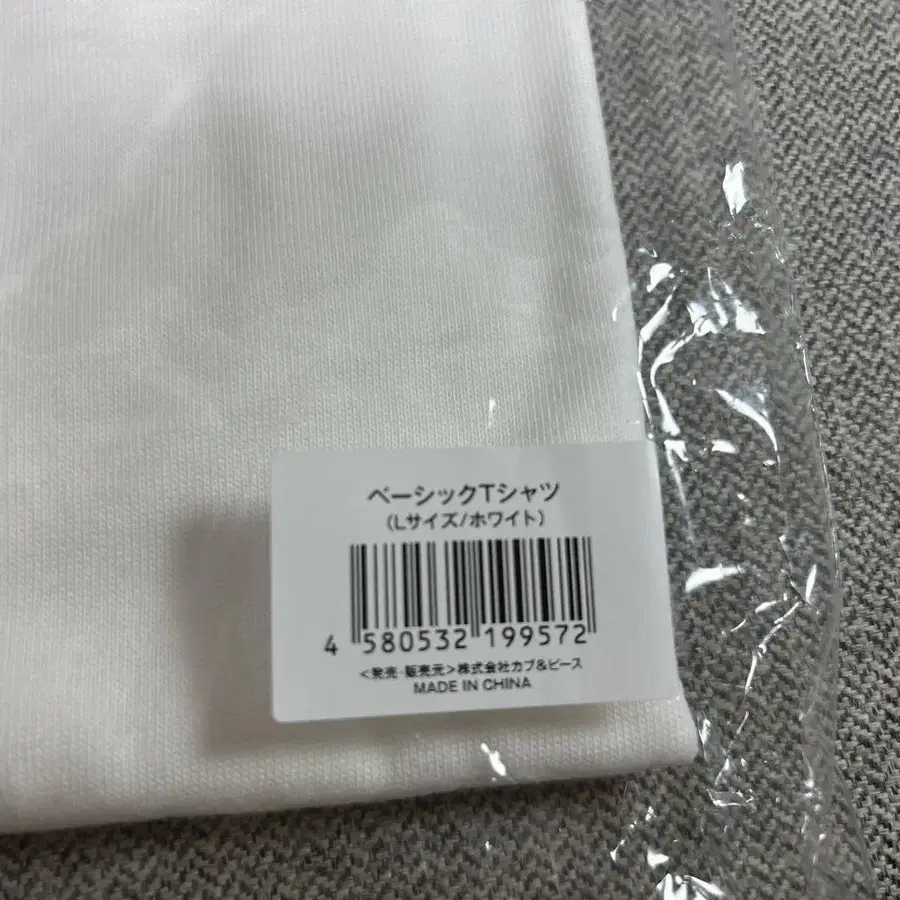 ベーシックTシャツ
(Lサイズ/ホワイト)
4 580532 199572
<発売・販売元>株式会社カブ&ピース
MADE IN CHINA